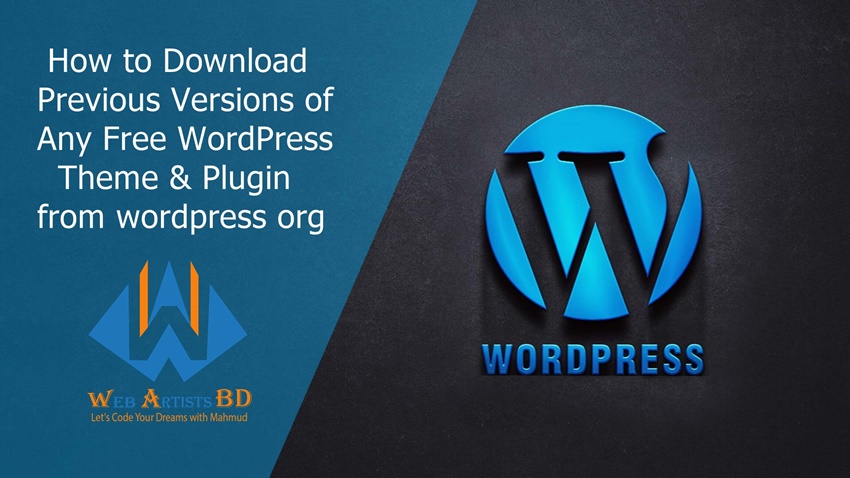 How to Download
Previous Versions of
Any Free WordPress
Theme & Plugin
from wordpress org
WEB ARTISTS BD
Let's Code Your Dreams with Mahmud
WORDPRESS